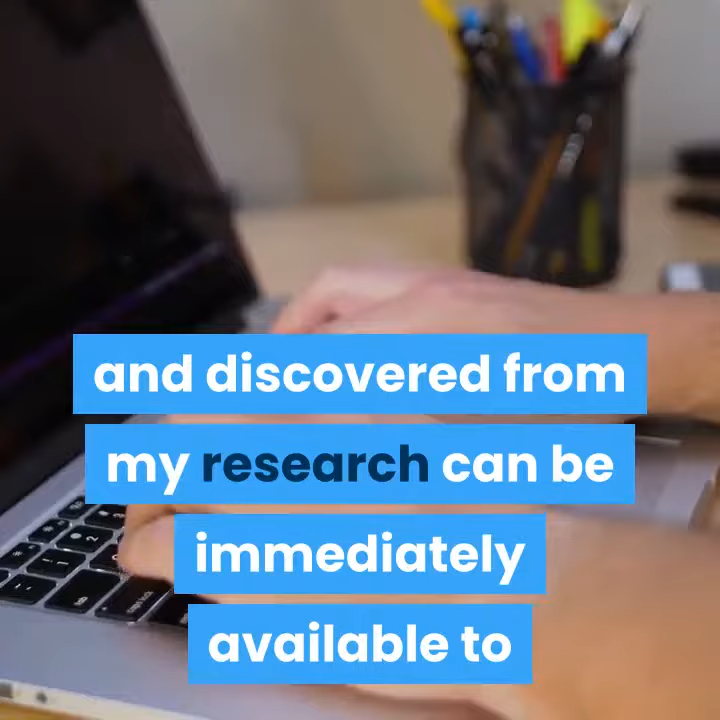 and discovered from
my research can be
immediately
available to